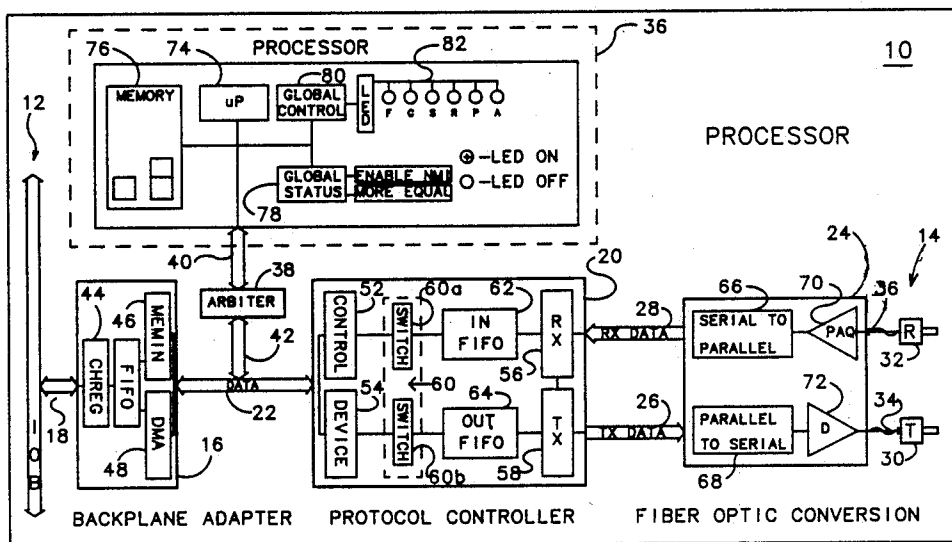 36
10
PROCESSOR
76
74
80
82
MEMORY
uP
GLOBAL CONTROL
LED
F C S R P A
12
PROCESSOR
GLOBAL STATUS
ENABLE NMI
MORE EQUAL
⊕-LED ON
○-LED OFF
78
40
38
ARBITER
42
20
24
14
44
46
52
60a
62
28
66
70
36
CHREG
FIFO
MEMIN
DMA
CONTROL
SWITCH
IN FIFO
RX
RX DATA
SERIAL TO PARALLEL
PAQ
R
32
56
18
DATA
22
54
60
64
26
72
34
IOB
48
16
DEVICE
SWITCH
60b
OUT FIFO
TX
58
TX DATA
PARALLEL TO SERIAL
68
D
T
30
BACKPLANE ADAPTER
PROTOCOL CONTROLLER
FIBER OPTIC CONVERSION